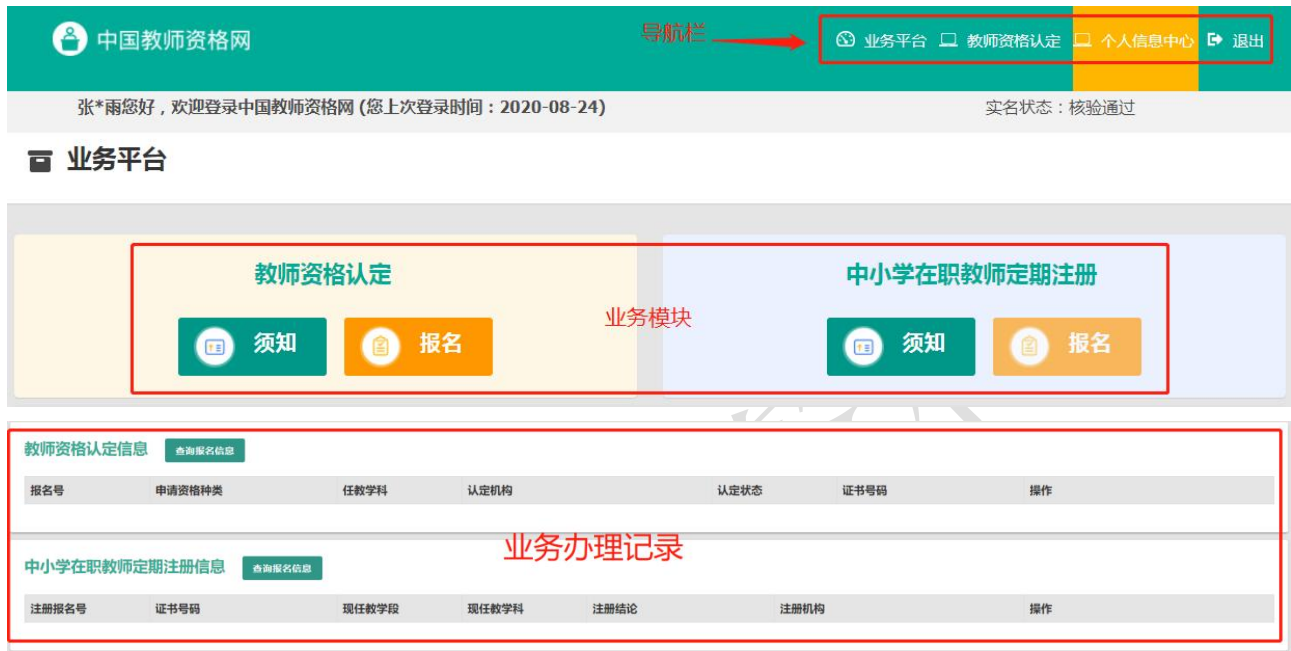 中国教师资格网
导航栏
业务平台 教师资格认定 个人信息中心 退出
张*雨您好，欢迎登录中国教师资格网 (您上次登录时间：2020-08-24)
实名状态：核验通过
业务平台
教师资格认定
中小学在职教师定期注册
须知 报名
业务模块
须知 报名
教师资格认定信息 查询报名信息
报名号 申请资格种类 任教学科 认定机构 认定状态 证书号码 操作
业务办理记录
中小学在职教师定期注册信息 查询报名信息
注册报名号 证书号码 现任教学段 现任教学科 注册结论 注册机构 操作